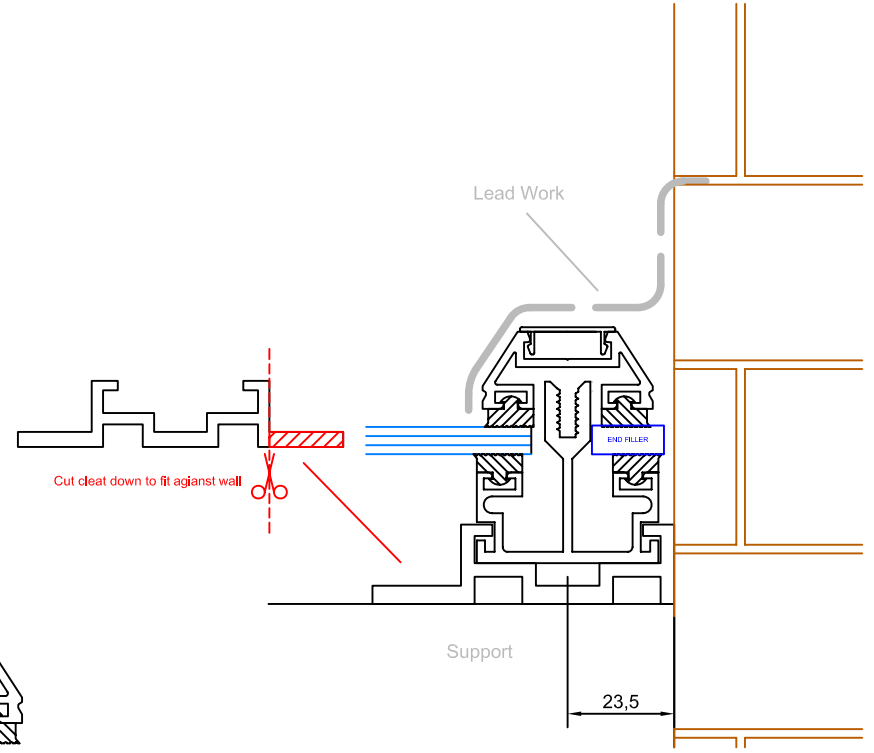 Lead Work
END FILLER
Cut cleat down to fit agianst wall
Support
23,5